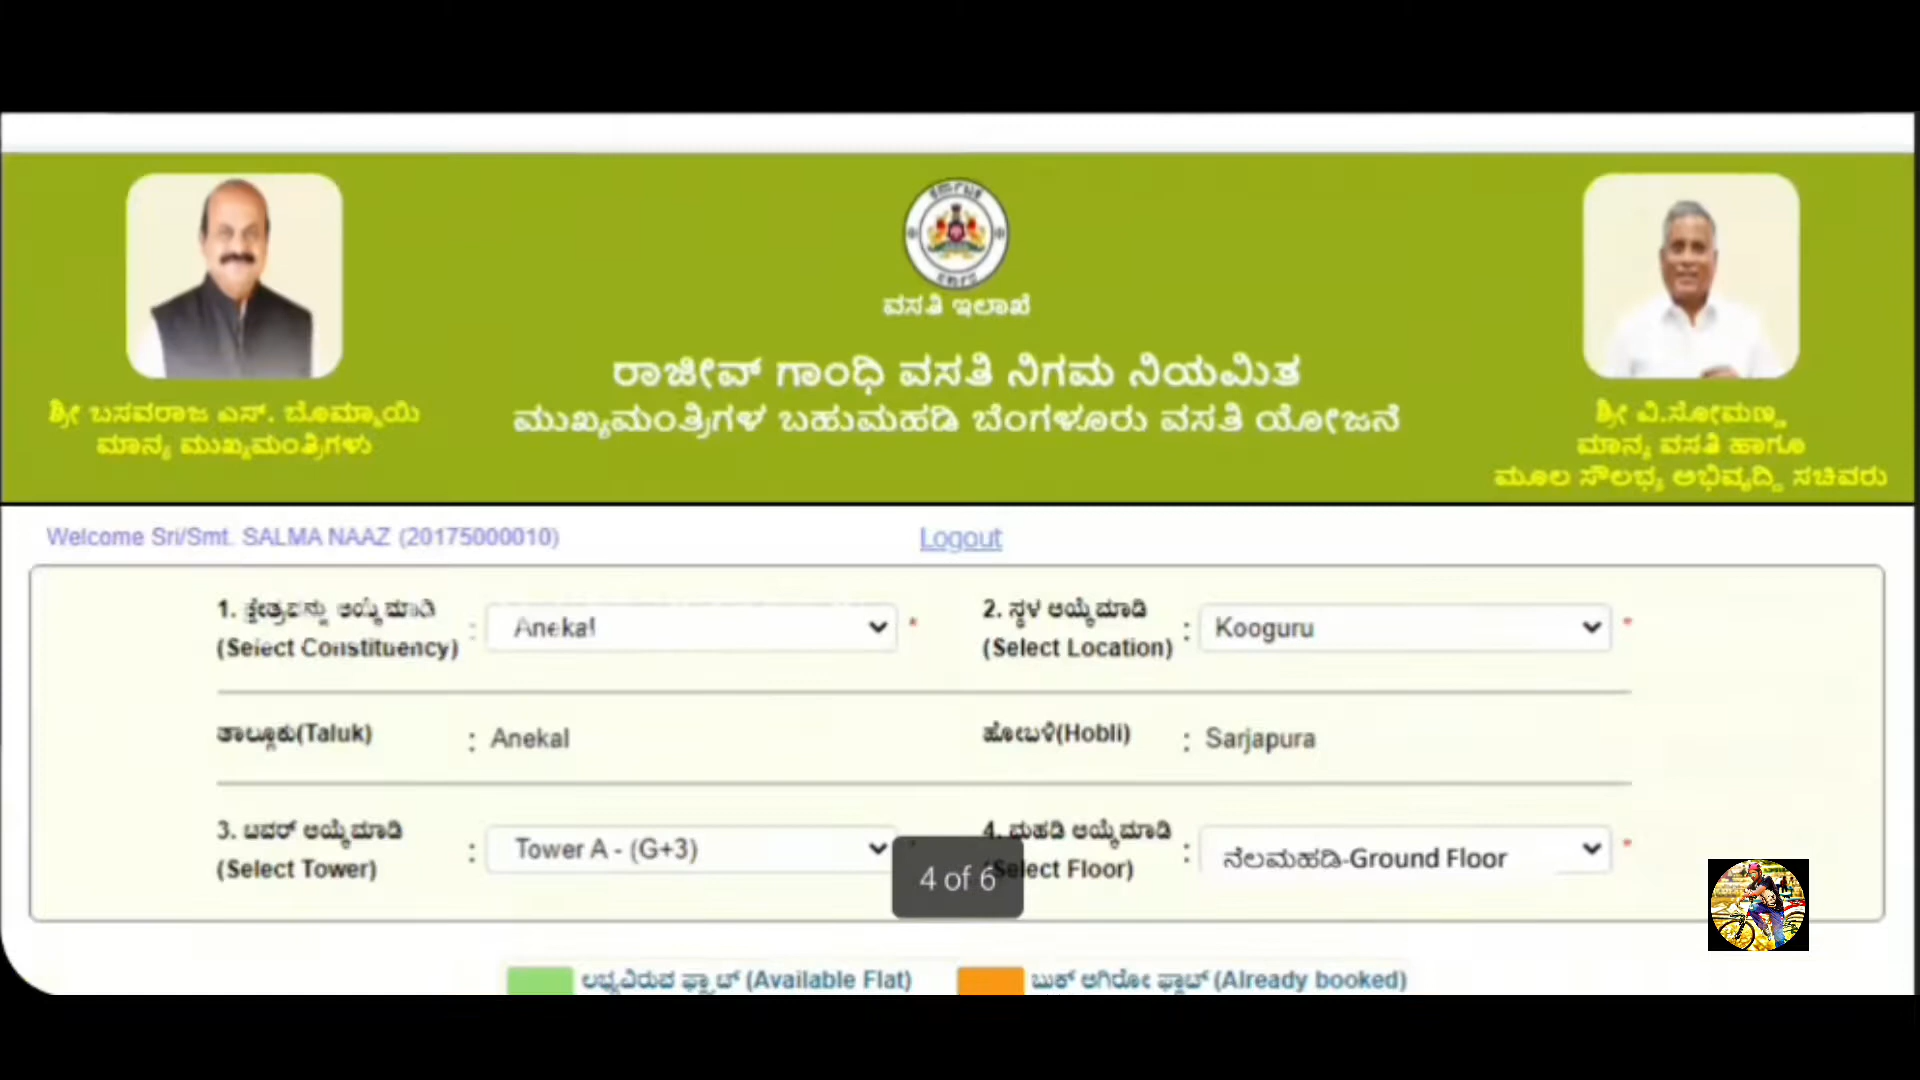 ವಸತಿ ಇಲಾಖೆ
ರಾಜೀವ್ ಗಾಂಧಿ ವಸತಿ ನಿಗಮ ನಿಯಮಿತ
ಮುಖ್ಯಮಂತ್ರಿಗಳ ಬಹುಮಹಡಿ ಬೆಂಗಳೂರು ವಸತಿ ಯೋಜನೆ
ಶ್ರೀ ಬಸವರಾಜ ಎಸ್. ಬೊಮ್ಮಾಯಿ
ಮಾನ್ಯ ಮುಖ್ಯಮಂತ್ರಿಗಳು
ಶ್ರೀ ವಿ.ಸೋಮಣ್ಣ
ಮಾನ್ಯ ವಸತಿ ಹಾಗೂ
ಮೂಲ ಸೌಲಭ್ಯ ಅಭಿವೃದ್ಧಿ ಸಚಿವರು
Welcome Sri/Smt. SALMA NAAZ (20175000010) Logout
1. ಕ್ಷೇತ್ರವನ್ನು ಆಯ್ಕೆಮಾಡಿ
(Select Constituency) : Anekal *
2. ಸ್ಥಳ ಆಯ್ಕೆಮಾಡಿ
(Select Location) : Kooguru *
ತಾಲ್ಲೂಕು(Taluk) : Anekal
ಹೋಬಳಿ(Hobli) : Sarjapura
3. ಟವರ್ ಆಯ್ಕೆಮಾಡಿ
(Select Tower) : Tower A - (G+3)
4. ಮಹಡಿ ಆಯ್ಕೆಮಾಡಿ
(Select Floor) : ನೆಲಮಹಡಿ-Ground Floor *
4 of 6
ಲಭ್ಯವಿರುವ ಫ್ಲಾಟ್ (Available Flat)
ಬುಕ್ ಆಗಿರೋ ಫ್ಲಾಟ್ (Already booked)